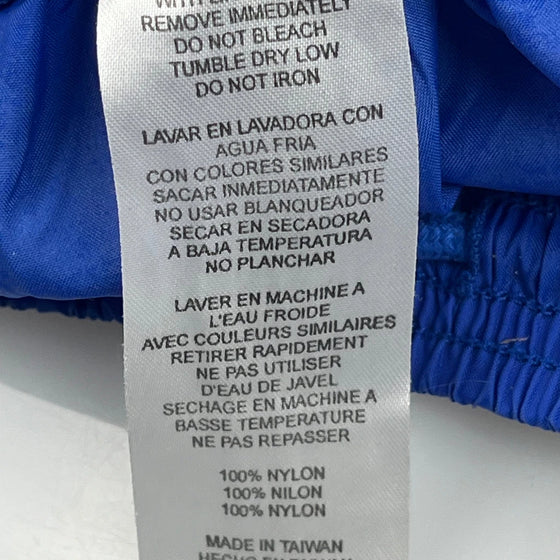 REMOVE IMMEDIATELY
DO NOT BLEACH
TUMBLE DRY LOW
DO NOT IRON
LAVAR EN LAVADORA CON
AGUA FRIA
CON COLORES SIMILARES
SACAR INMEDIATAMENTE
NO USAR BLANQUEADOR
SECAR EN SECADORA
A BAJA TEMPERATURA
NO PLANCHAR
LAVER EN MACHINE A
L'EAU FROIDE
AVEC COULEURS SIMILAIRES
RETIRER RAPIDEMENT
NE PAS UTILISER
D'EAU DE JAVEL
SECHAGE EN MACHINE A
BASSE TEMPERATURE
NE PAS REPASSER
100% NYLON
100% NILON
100% NYLON
MADE IN TAIWAN